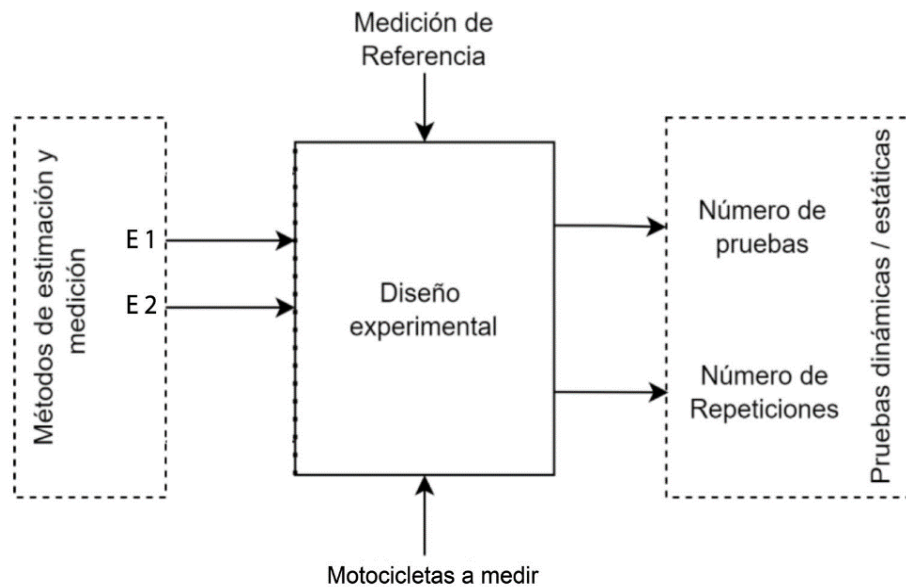 Medición de
Referencia
Métodos de estimación y
medición
E 1
E 2
Diseño
experimental
Número de
pruebas
Número de
Repeticiones
Pruebas dinámicas / estáticas
Motocicletas a medir